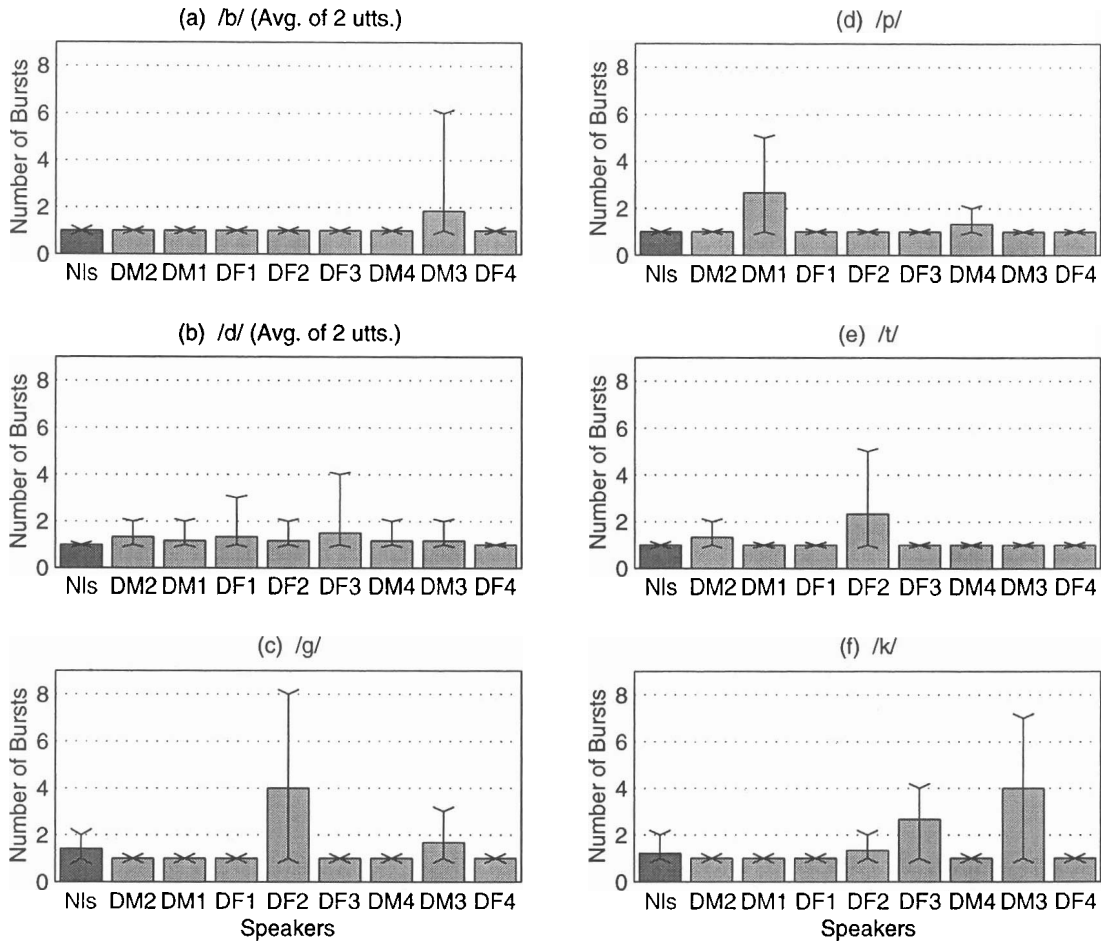 (a) /b/ (Avg. of 2 utts.)
Number of Bursts
8
6
4
2
0
NIs DM2 DM1 DF1 DF2 DF3 DM4 DM3 DF4
(d) /p/
Number of Bursts
8
6
4
2
0
NIs DM2 DM1 DF1 DF2 DF3 DM4 DM3 DF4
(b) /d/ (Avg. of 2 utts.)
Number of Bursts
8
6
4
2
0
NIs DM2 DM1 DF1 DF2 DF3 DM4 DM3 DF4
(e) /t/
Number of Bursts
8
6
4
2
0
NIs DM2 DM1 DF1 DF2 DF3 DM4 DM3 DF4
(c) /g/
Number of Bursts
8
6
4
2
0
NIs DM2 DM1 DF1 DF2 DF3 DM4 DM3 DF4
Speakers
(f) /k/
Number of Bursts
8
6
4
2
0
NIs DM2 DM1 DF1 DF2 DF3 DM4 DM3 DF4
Speakers